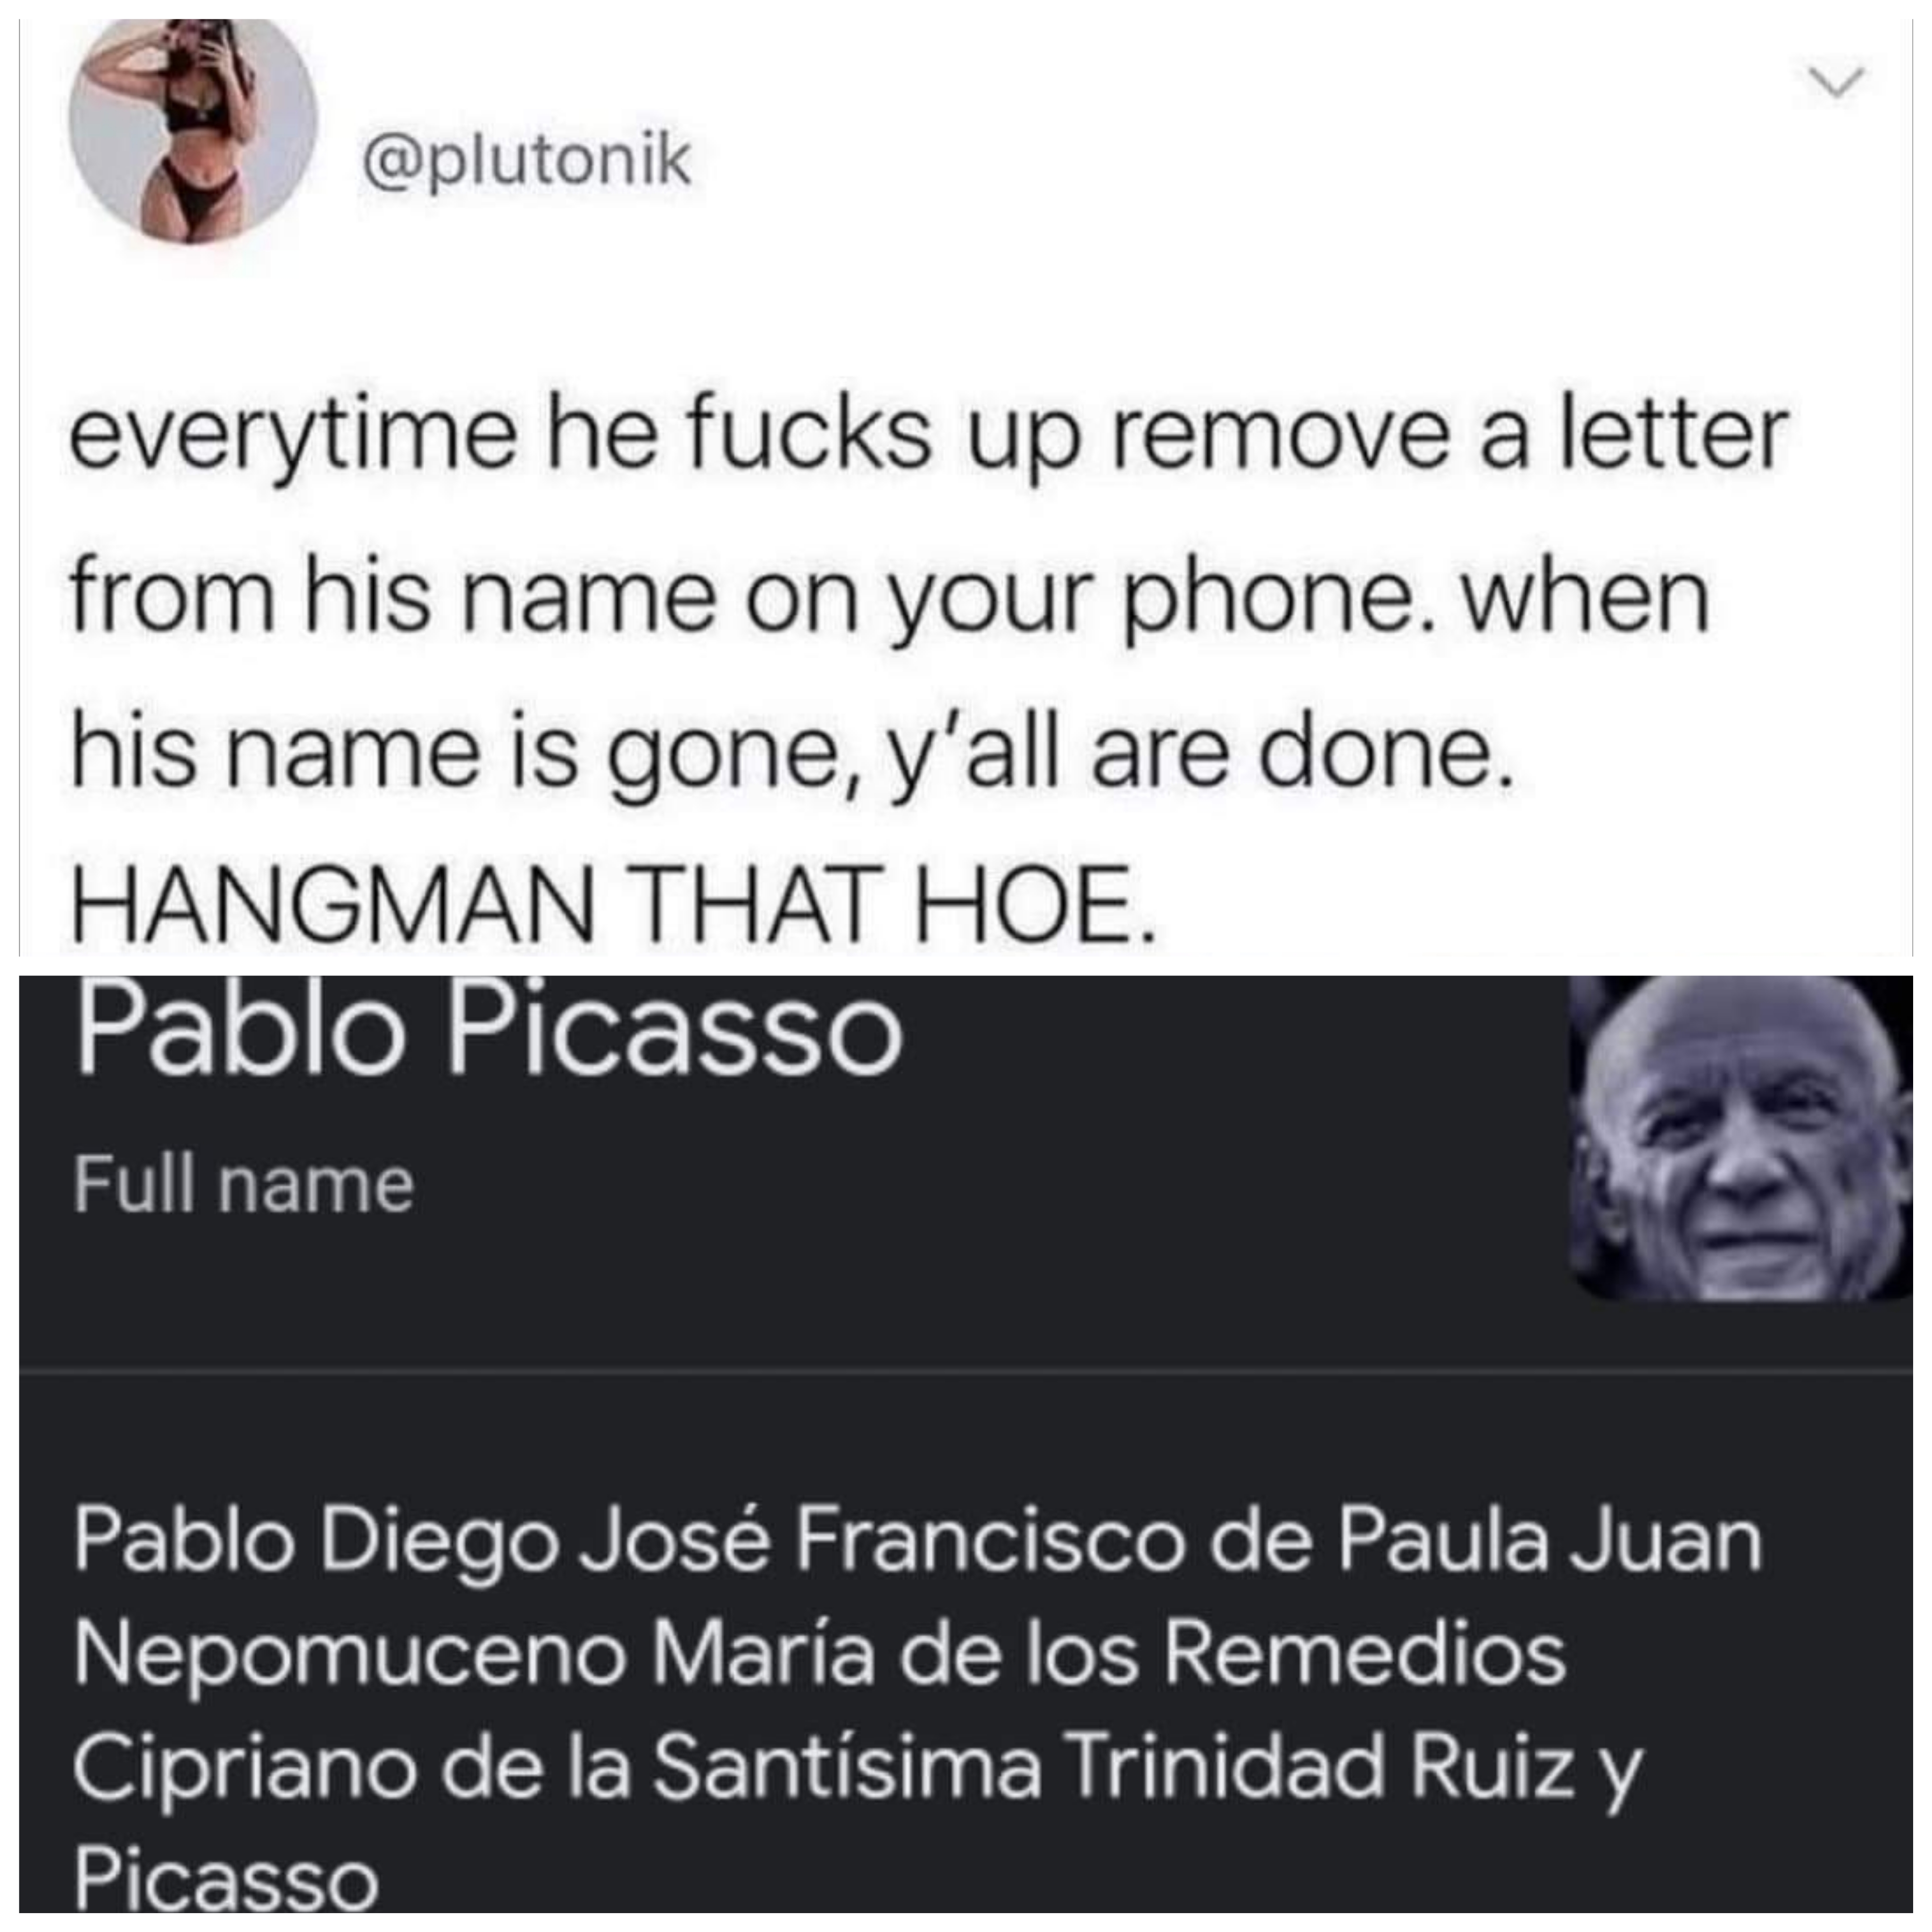 @plutonik
everytime he fucks up remove a letter
from his name on your phone. when
his name is gone, y'all are done.
HANGMAN THAT HOE.
Pablo Picasso
Full name
Pablo Diego José Francisco de Paula Juan
Nepomuceno María de los Remedios
Cipriano de la Santísima Trinidad Ruiz y
Picasso